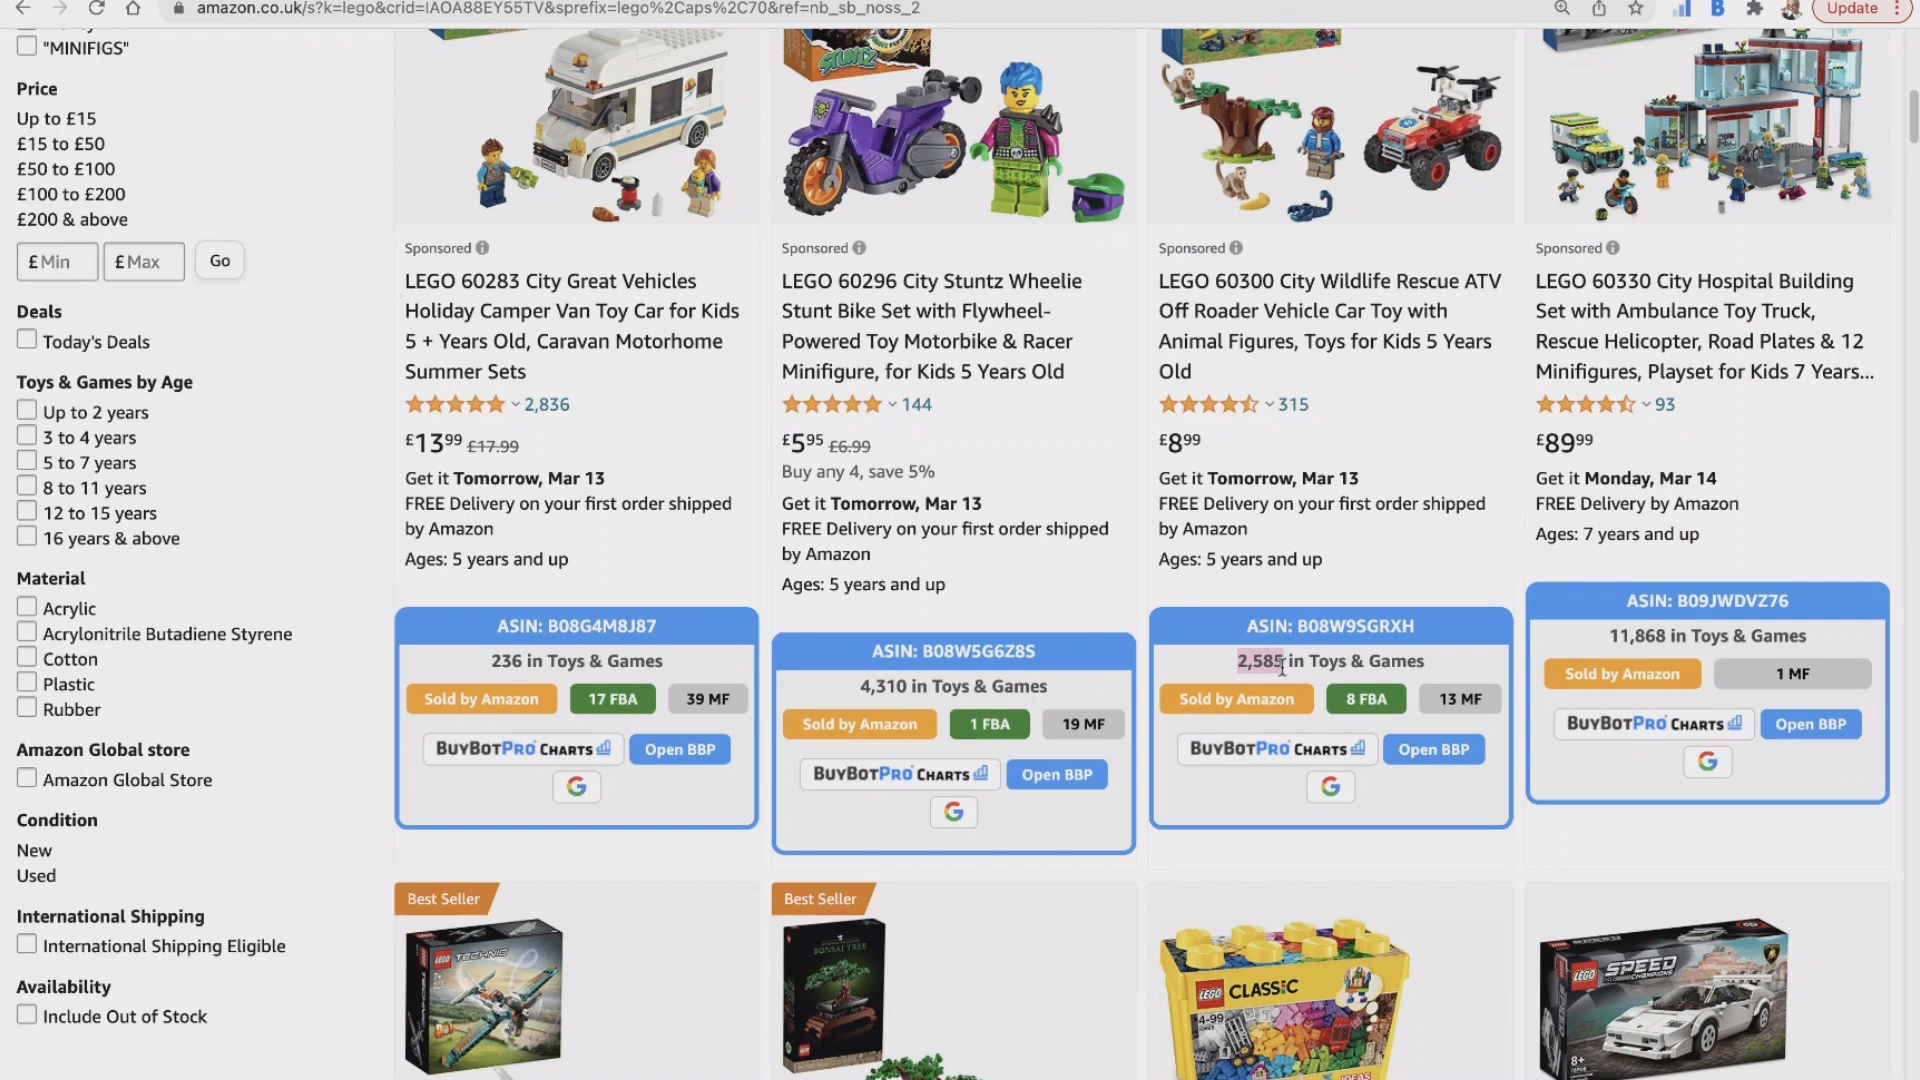 amazon.co.uk/s?k=lego&crid=IAOA88EY55TV&sprefix=lego%2Caps%2C70&ref=nb_sb_noss_2
Update
"MINIFIGS"
Price
Up to £15
£15 to £50
£50 to £100
£100 to £200
£200 & above
£ Min
£ Max
Go
Deals
Today's Deals
Toys & Games by Age
Up to 2 years
3 to 4 years
5 to 7 years
8 to 11 years
12 to 15 years
16 years & above
Material
Acrylic
Acrylonitrile Butadiene Styrene
Cotton
Plastic
Rubber
Amazon Global store
Amazon Global Store
Condition
New
Used
International Shipping
International Shipping Eligible
Availability
Include Out of Stock
Sponsored
LEGO 60283 City Great Vehicles
Holiday Camper Van Toy Car for Kids
5 + Years Old, Caravan Motorhome
Summer Sets
2,836
£13.99 £17.99
Get it Tomorrow, Mar 13
FREE Delivery on your first order shipped
by Amazon
Ages: 5 years and up
ASIN: B08G4M8J87
236 in Toys & Games
Sold by Amazon
17 FBA
39 MF
BUYBOTPRO CHARTS
Open BBP
G
STUNTZ
Sponsored
LEGO 60296 City Stuntz Wheelie
Stunt Bike Set with Flywheel-
Powered Toy Motorbike & Racer
Minifigure, for Kids 5 Years Old
144
£5.95 £6.99
Buy any 4, save 5%
Get it Tomorrow, Mar 13
FREE Delivery on your first order shipped
by Amazon
Ages: 5 years and up
ASIN: B08W5G6Z8S
4,310 in Toys & Games
Sold by Amazon
1 FBA
19 MF
BUYBOTPRO CHARTS
Open BBP
G
Sponsored
LEGO 60300 City Wildlife Rescue ATV
Off Roader Vehicle Car Toy with
Animal Figures, Toys for Kids 5 Years
Old
315
£8.99
Get it Tomorrow, Mar 13
FREE Delivery on your first order shipped
by Amazon
Ages: 5 years and up
ASIN: B08W9SGRXH
2,585 in Toys & Games
Sold by Amazon
8 FBA
13 MF
BUYBOTPRO CHARTS
Open BBP
G
Sponsored
LEGO 60330 City Hospital Building
Set with Ambulance Toy Truck,
Rescue Helicopter, Road Plates & 12
Minifigures, Playset for Kids 7 Years...
93
£89.99
Get it Monday, Mar 14
FREE Delivery by Amazon
Ages: 7 years and up
ASIN: B09JWDVZ76
11,868 in Toys & Games
Sold by Amazon
1 MF
BUYBOTPRO CHARTS
Open BBP
G
Best Seller
LEGO TECHNIC
7+
Best Seller
BONSAI TREE
LEGO CLASSIC
4-99
IDEAS
LEGO SPEED
CHAMPIONS
8+